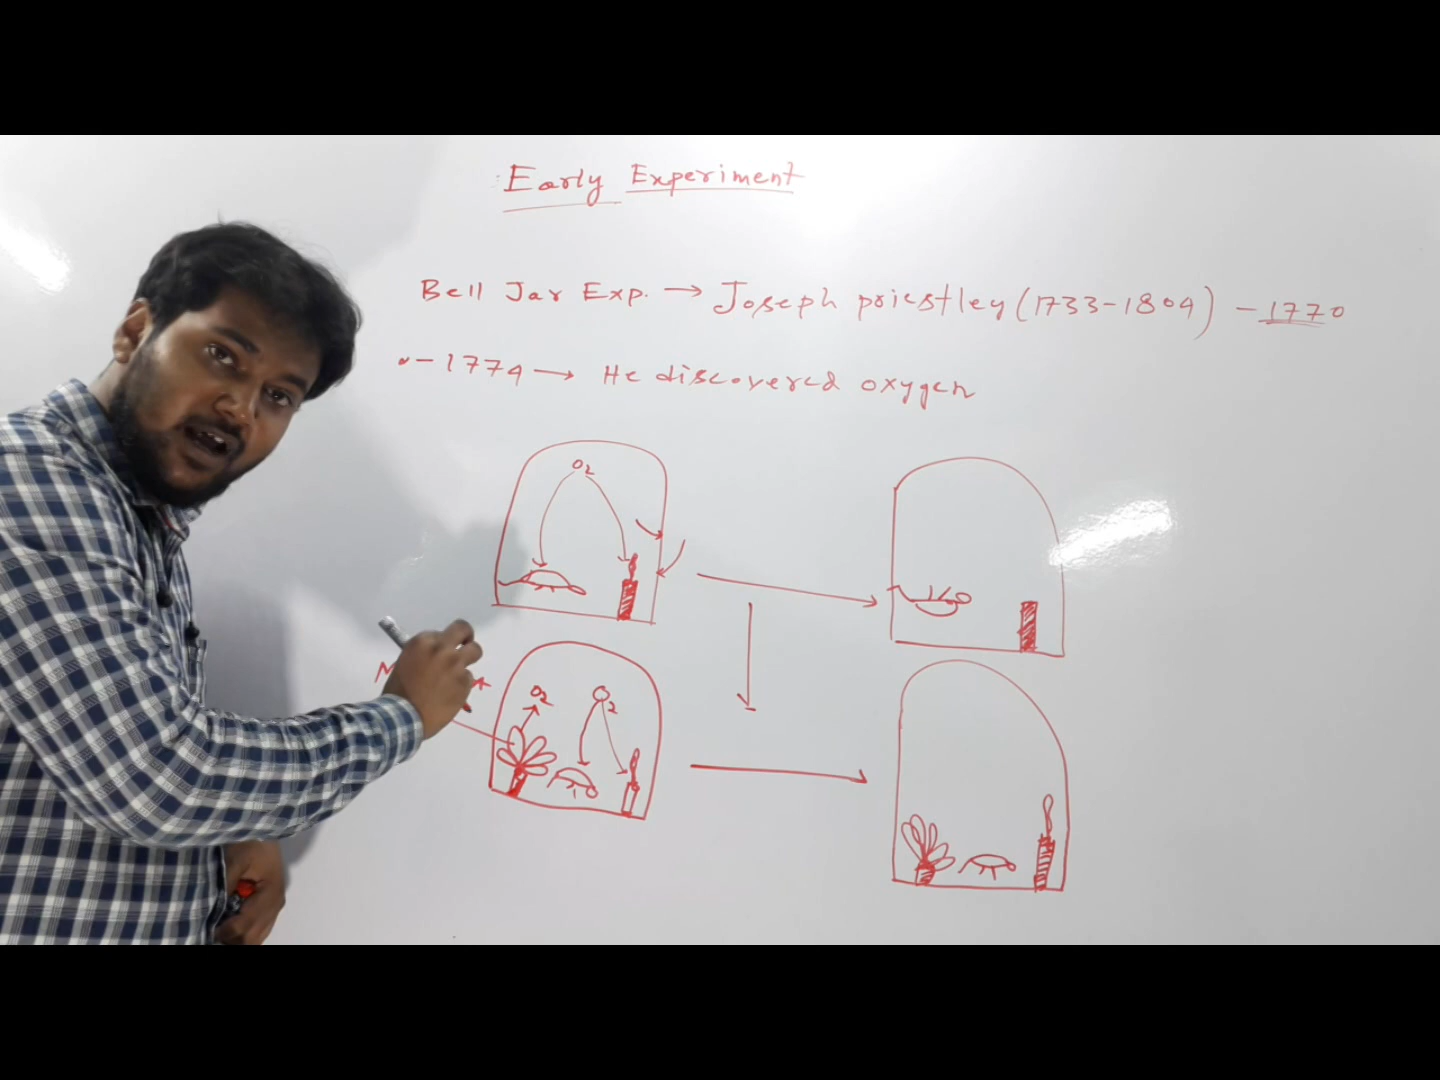 Early Experiment
Bell Jar Exp. → Joseph priestley (1733-1804) - 1770
- 1774 → He discovered oxygen
O2
O2 O2